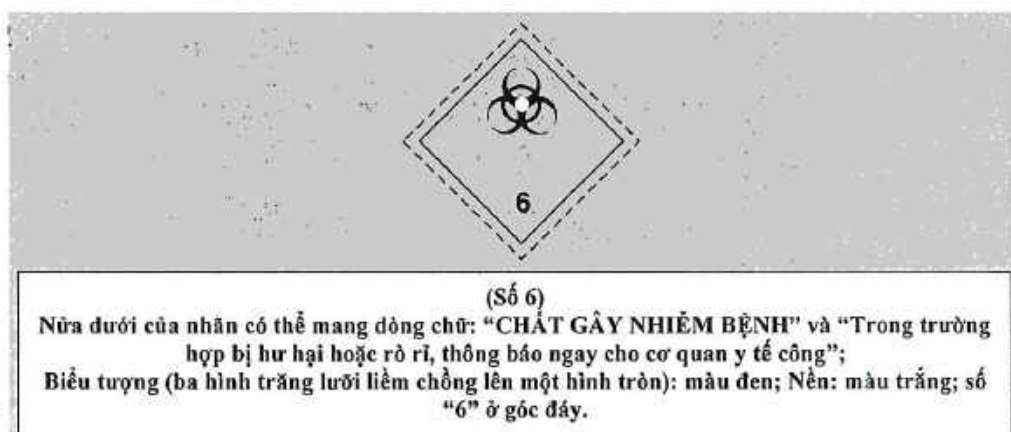 6
(Số 6)
Nửa dưới của nhãn có thể mang dòng chữ: “CHẤT GÂY NHIỄM BỆNH” và “Trong trường
hợp bị hư hại hoặc rò rỉ, thông báo ngay cho cơ quan y tế công”;
Biểu tượng (ba hình trăng lưỡi liềm chồng lên một hình tròn): màu đen; Nền: màu trắng; số
“6” ở góc đáy.